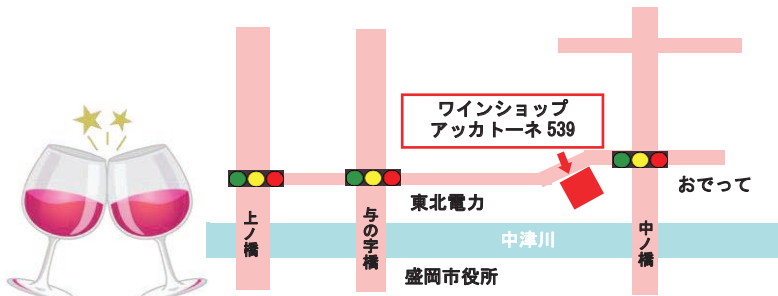 ワインショップ
アッカトーネ 539
おでって
東北電力
上ノ橋
与の字橋
中ノ橋
中津川
盛岡市役所